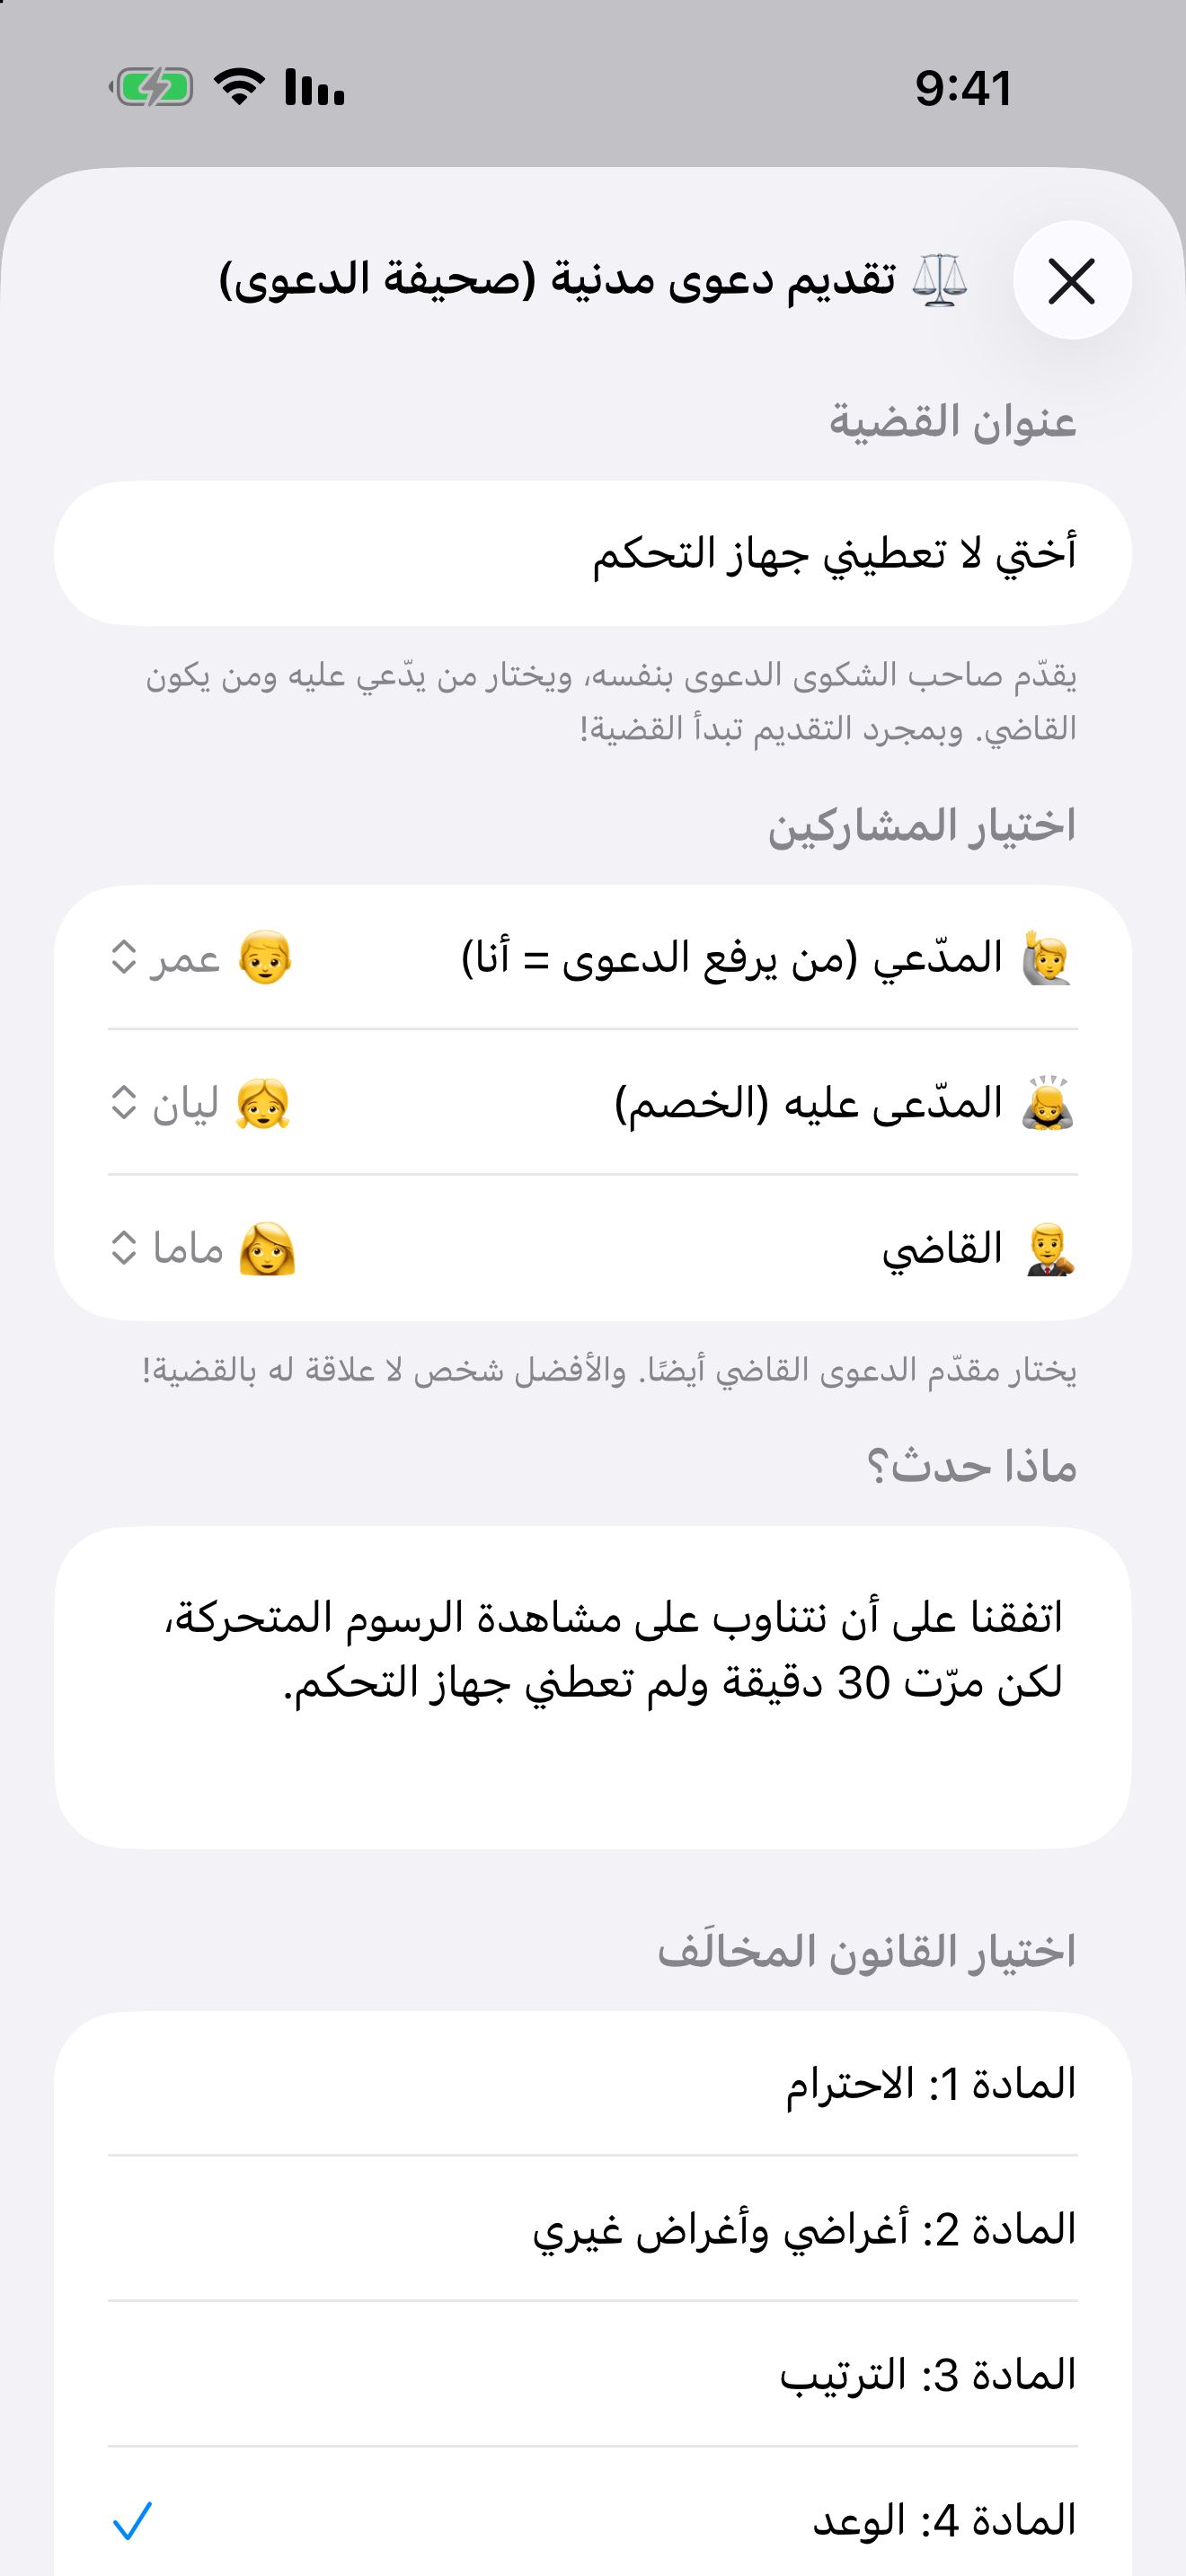 9:41
⚖️ تقديم دعوى مدنية (صحيفة الدعوى)
عنوان القضية
أختي لا تعطيني جهاز التحكم
يقدّم صاحب الشكوى الدعوى بنفسه، ويختار من يدّعي عليه ومن يكون
القاضي. وبمجرد التقديم تبدأ القضية!
اختيار المشاركين
🙋 المدّعي (من يرفع الدعوى = أنا) 👦 عمر
🙇 المدّعى عليه (الخصم) 👧 ليان
👨‍⚖️ القاضي 👩 ماما
يختار مقدّم الدعوى القاضي أيضًا. والأفضل شخص لا علاقة له بالقضية!
ماذا حدث؟
اتفقنا على أن نتناوب على مشاهدة الرسوم المتحركة،
لكن مرّت 30 دقيقة ولم تعطني جهاز التحكم.
اختيار القانون المخالَف
المادة 1: الاحترام
المادة 2: أغراضي وأغراض غيري
المادة 3: الترتيب
المادة 4: الوعد